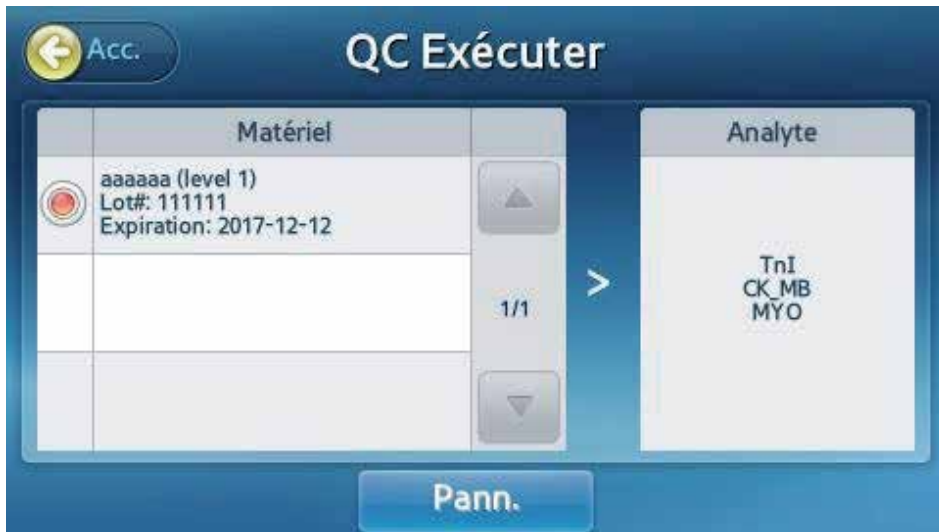 Acc.
QC Exécuter
Matériel
Analyte
aaaaaa (level 1)
Lot#: 111111
Expiration: 2017-12-12
1/1
>
TnI
CK_MB
MYO
Pann.